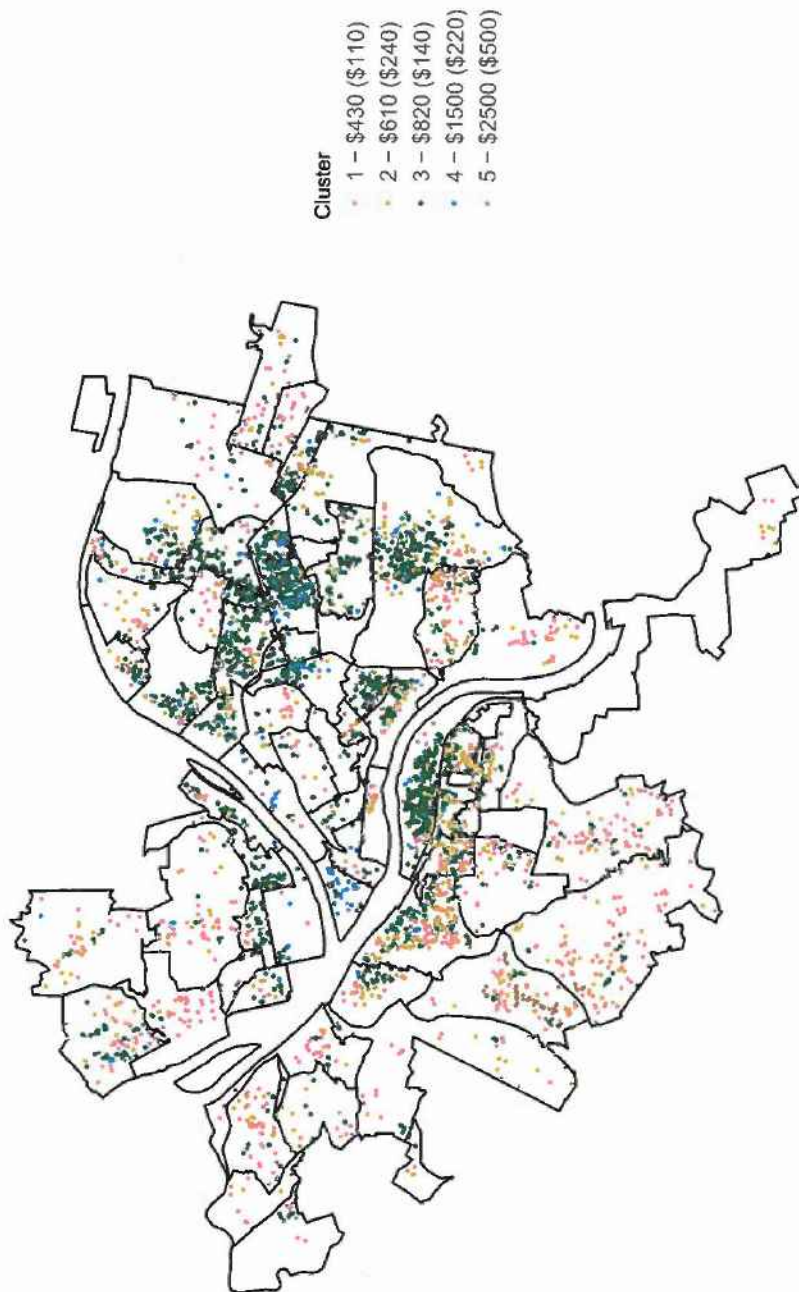 Cluster
1 – $430 ($110)
2 – $610 ($240)
3 – $820 ($140)
4 – $1500 ($220)
5 – $2500 ($500)